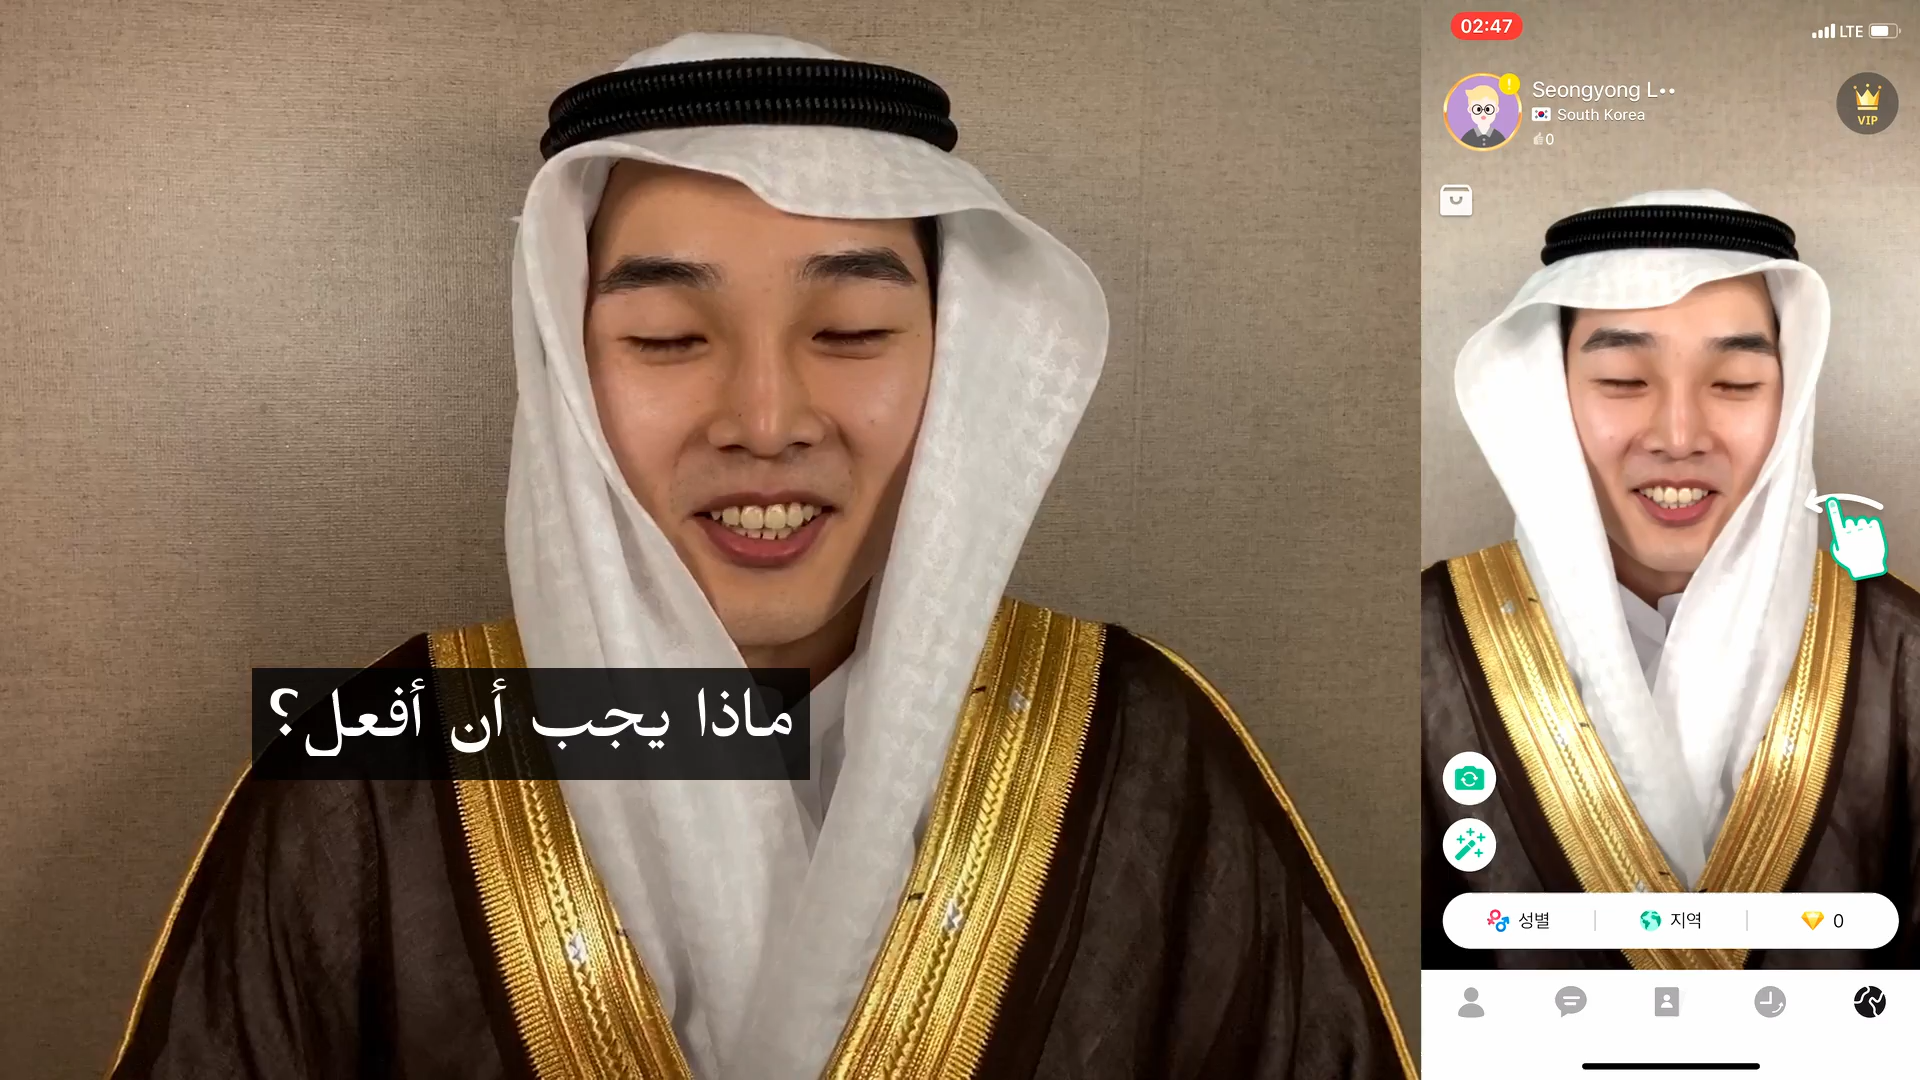 ماذا يجب أن أفعل؟
02:47
LTE
Seongyong L••
South Korea
0
VIP
성별
지역
0